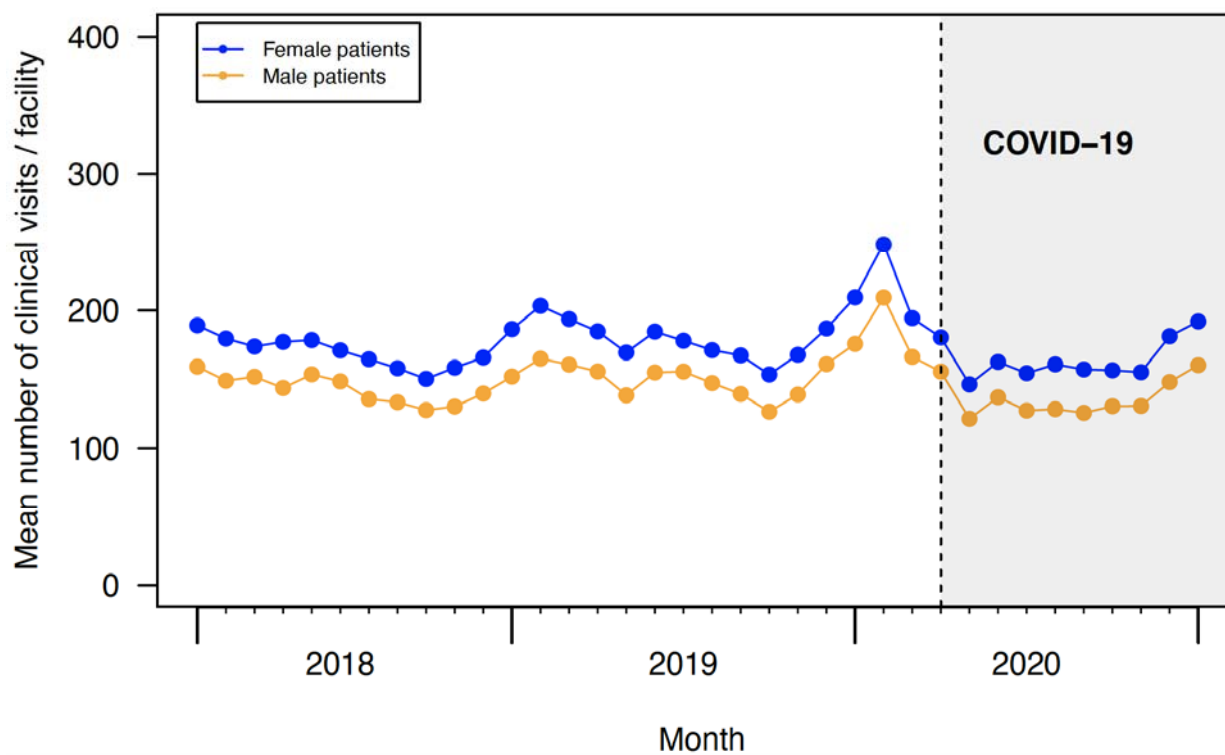 Mean number of clinical visits / facility
400
300
200
100
0
Female patients
Male patients
COVID−19
2018
2019
2020
Month